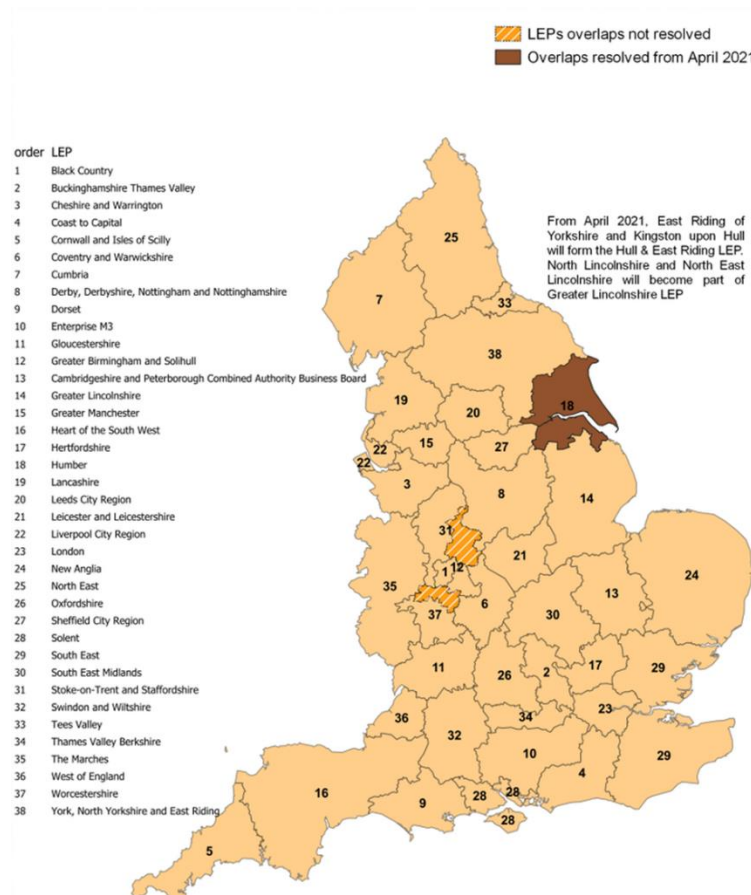 LEPs overlaps not resolved
Overlaps resolved from April 2021
order LEP
1 Black Country
2 Buckinghamshire Thames Valley
3 Cheshire and Warrington
4 Coast to Capital
5 Cornwall and Isles of Scilly
6 Coventry and Warwickshire
7 Cumbria
8 Derby, Derbyshire, Nottingham and Nottinghamshire
9 Dorset
10 Enterprise M3
11 Gloucestershire
12 Greater Birmingham and Solihull
13 Cambridgeshire and Peterborough Combined Authority Business Board
14 Greater Lincolnshire
15 Greater Manchester
16 Heart of the South West
17 Hertfordshire
18 Humber
19 Lancashire
20 Leeds City Region
21 Leicester and Leicestershire
22 Liverpool City Region
23 London
24 New Anglia
25 North East
26 Oxfordshire
27 Sheffield City Region
28 Solent
29 South East
30 South East Midlands
31 Stoke-on-Trent and Staffordshire
32 Swindon and Wiltshire
33 Tees Valley
34 Thames Valley Berkshire
35 The Marches
36 West of England
37 Worcestershire
38 York, North Yorkshire and East Riding
From April 2021, East Riding of
Yorkshire and Kingston upon Hull
will form the Hull & East Riding LEP.
North Lincolnshire and North East
Lincolnshire will become part of
Greater Lincolnshire LEP
25
7
33
38
19
20
18
22
15
27
22
3
8
14
31
21
12
1
35
24
13
37
6
30
11
26
2
17
29
23
36
34
32
10
29
4
16
9
28
28
28
5